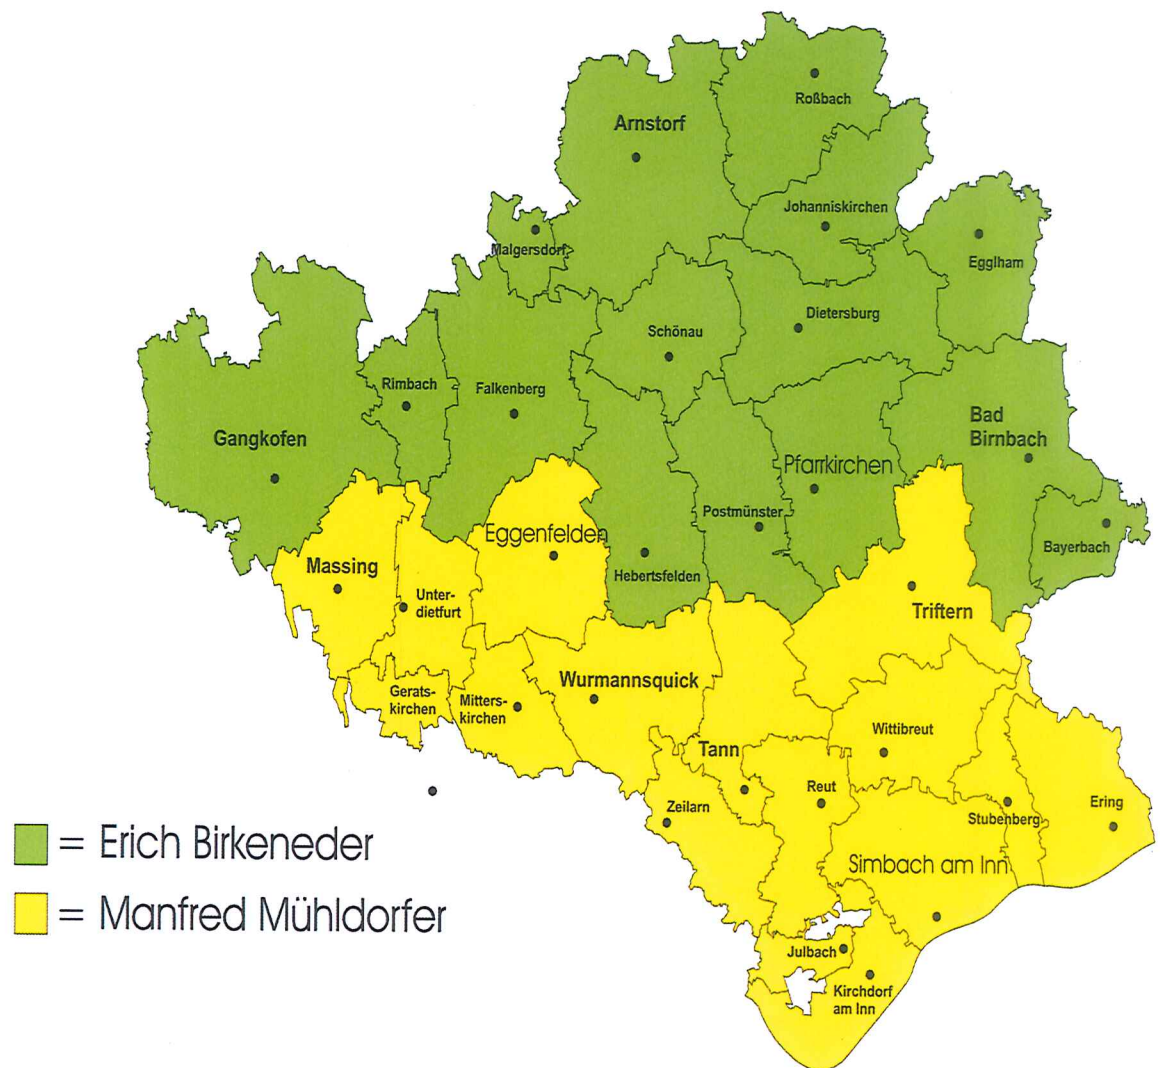 Roßbach
Arnstorf
Johanniskirchen
Malgersdorf
Egglham
Dietersburg
Schönau
Rimbach
Falkenberg
Gangkofen
Bad
Birnbach
Pfarrkirchen
Postmünster
Eggenfelden
Bayerbach
Hebertsfelden
Massing
Unter-
dietfurt
Triftern
Wurmannsquick
Gerats-
kirchen
Mitters-
kirchen
Wittibreut
Tann
Reut
Zeilarn
Ering
Stubenberg
Simbach am Inn
Julbach
Kirchdorf
am Inn
= Erich Birkeneder
= Manfred Mühldorfer